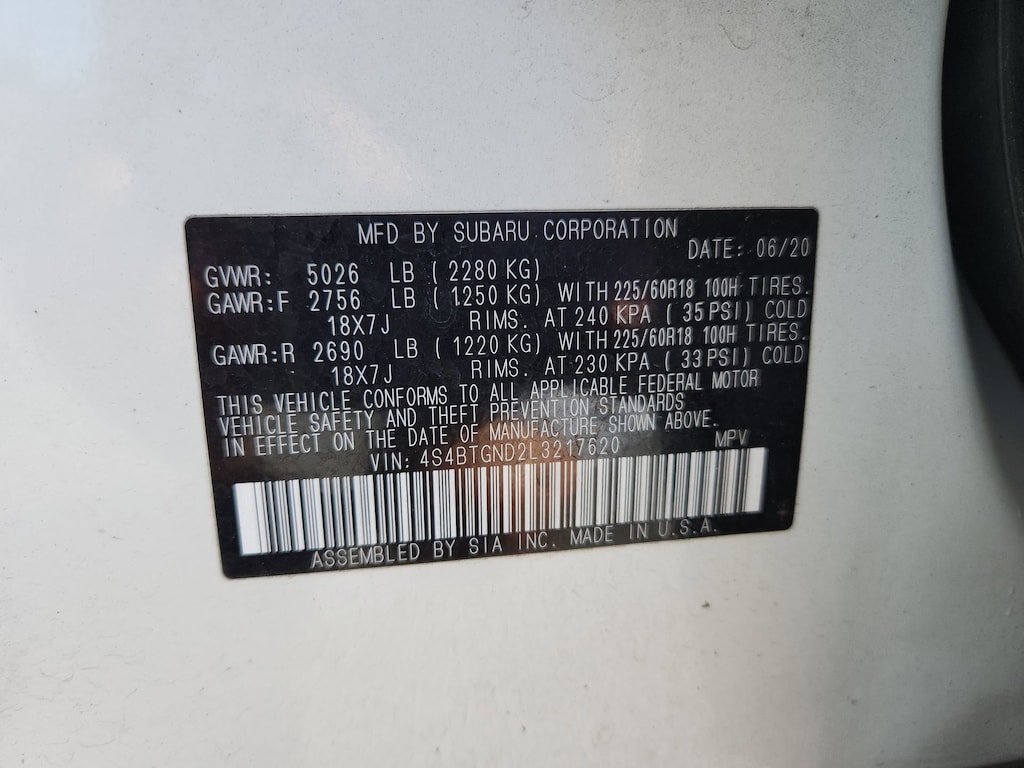 MFD BY SUBARU CORPORATION
DATE: 06/20
GVWR: 5026 LB ( 2280 KG)
GAWR:F 2756 LB ( 1250 KG) WITH 225/60R18 100H TIRES.
18X7J RIMS. AT 240 KPA ( 35 PSI) COLD
GAWR:R 2690 LB ( 1220 KG) WITH 225/60R18 100H TIRES.
18X7J RIMS. AT 230 KPA ( 33 PSI) COLD
THIS VEHICLE CONFORMS TO ALL APPLICABLE FEDERAL MOTOR
VEHICLE SAFETY AND THEFT PREVENTION STANDARDS
IN EFFECT ON THE DATE OF MANUFACTURE SHOWN ABOVE.
VIN: 4S4BTGND2L3217620 MPV
ASSEMBLED BY SIA INC. MADE IN U.S.A.